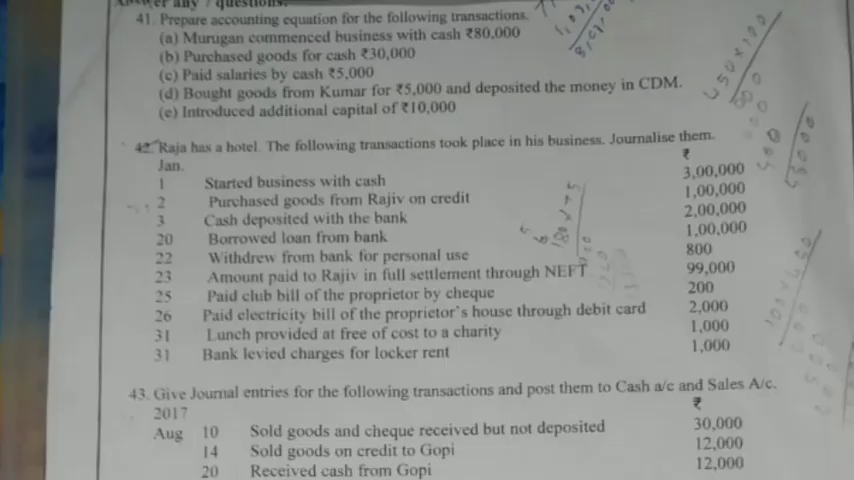 any 7 questions.
41. Prepare accounting equation for the following transactions.
(a) Murugan commenced business with cash ₹80,000
(b) Purchased goods for cash ₹30,000
(c) Paid salaries by cash ₹5,000
(d) Bought goods from Kumar for ₹5,000 and deposited the money in CDM.
(e) Introduced additional capital of ₹10,000
42. Raja has a hotel. The following transactions took place in his business. Journalise them.
Jan. ₹
1 Started business with cash 3,00,000
2 Purchased goods from Rajiv on credit 1,00,000
3 Cash deposited with the bank 2,00,000
20 Borrowed loan from bank 1,00,000
22 Withdrew from bank for personal use 800
23 Amount paid to Rajiv in full settlement through NEFT 99,000
25 Paid club bill of the proprietor by cheque 200
26 Paid electricity bill of the proprietor's house through debit card 2,000
31 Lunch provided at free of cost to a charity 1,000
31 Bank levied charges for locker rent 1,000
43. Give Journal entries for the following transactions and post them to Cash a/c and Sales A/c.
2017 ₹
Aug 10 Sold goods and cheque received but not deposited 30,000
14 Sold goods on credit to Gopi 12,000
20 Received cash from Gopi 12,000